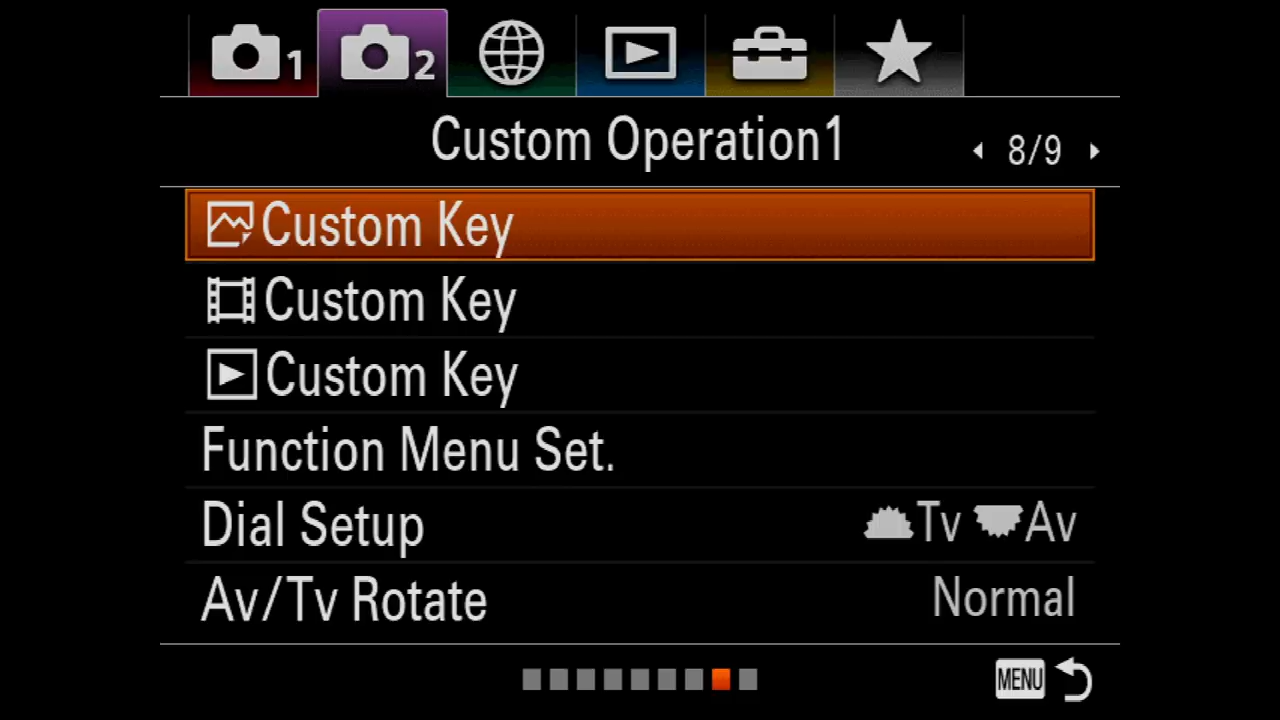 1 2
Custom Operation1 8/9
Custom Key
Custom Key
Custom Key
Function Menu Set.
Dial Setup Tv Av
Av/Tv Rotate Normal
MENU